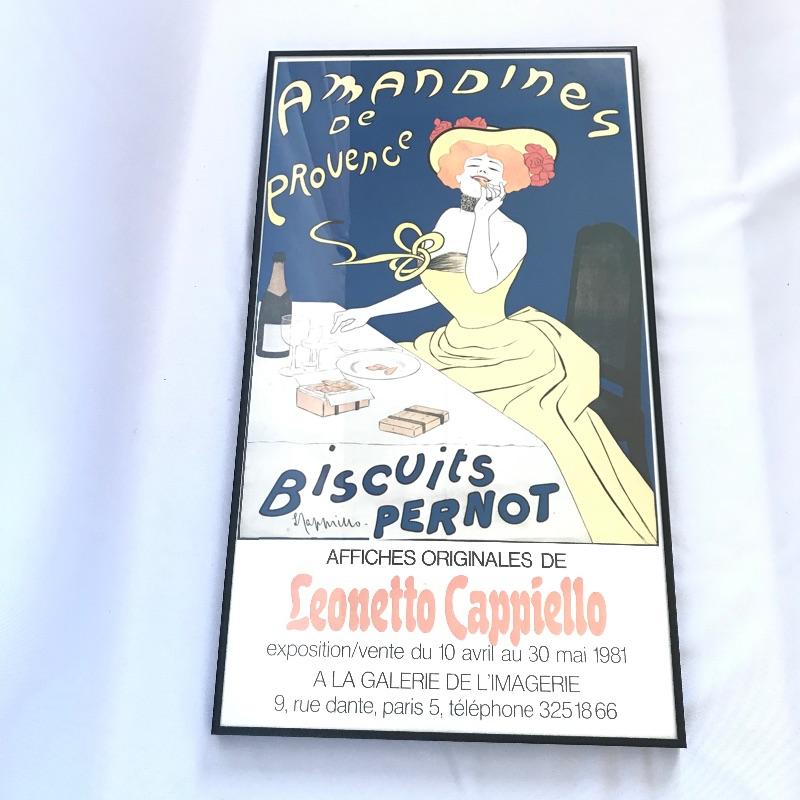 AMANDINES
DE
PROVENCE
BISCUITS
PERNOT
L Cappiello
AFFICHES ORIGINALES DE
Leonetto Cappiello
exposition/vente du 10 avril au 30 mai 1981
A LA GALERIE DE L'IMAGERIE
9, rue dante, paris 5, téléphone 325 18 66